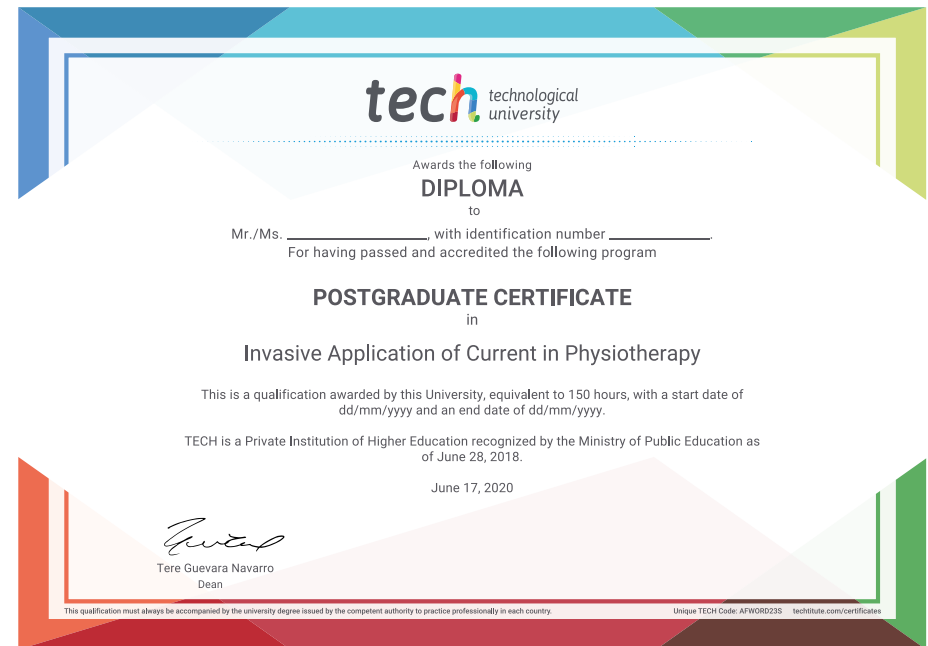 tech technological
university
Awards the following
DIPLOMA
to
Mr./Ms. ____________________, with identification number ______________.
For having passed and accredited the following program
POSTGRADUATE CERTIFICATE
in
Invasive Application of Current in Physiotherapy
This is a qualification awarded by this University, equivalent to 150 hours, with a start date of
dd/mm/yyyy and an end date of dd/mm/yyyy.
TECH is a Private Institution of Higher Education recognized by the Ministry of Public Education as
of June 28, 2018.
June 17, 2020
Tere Guevara Navarro
Dean
This qualification must always be accompanied by the university degree issued by the competent authority to practice professionally in each country.
Unique TECH Code: AFWORD23S techtitute.com/certificates